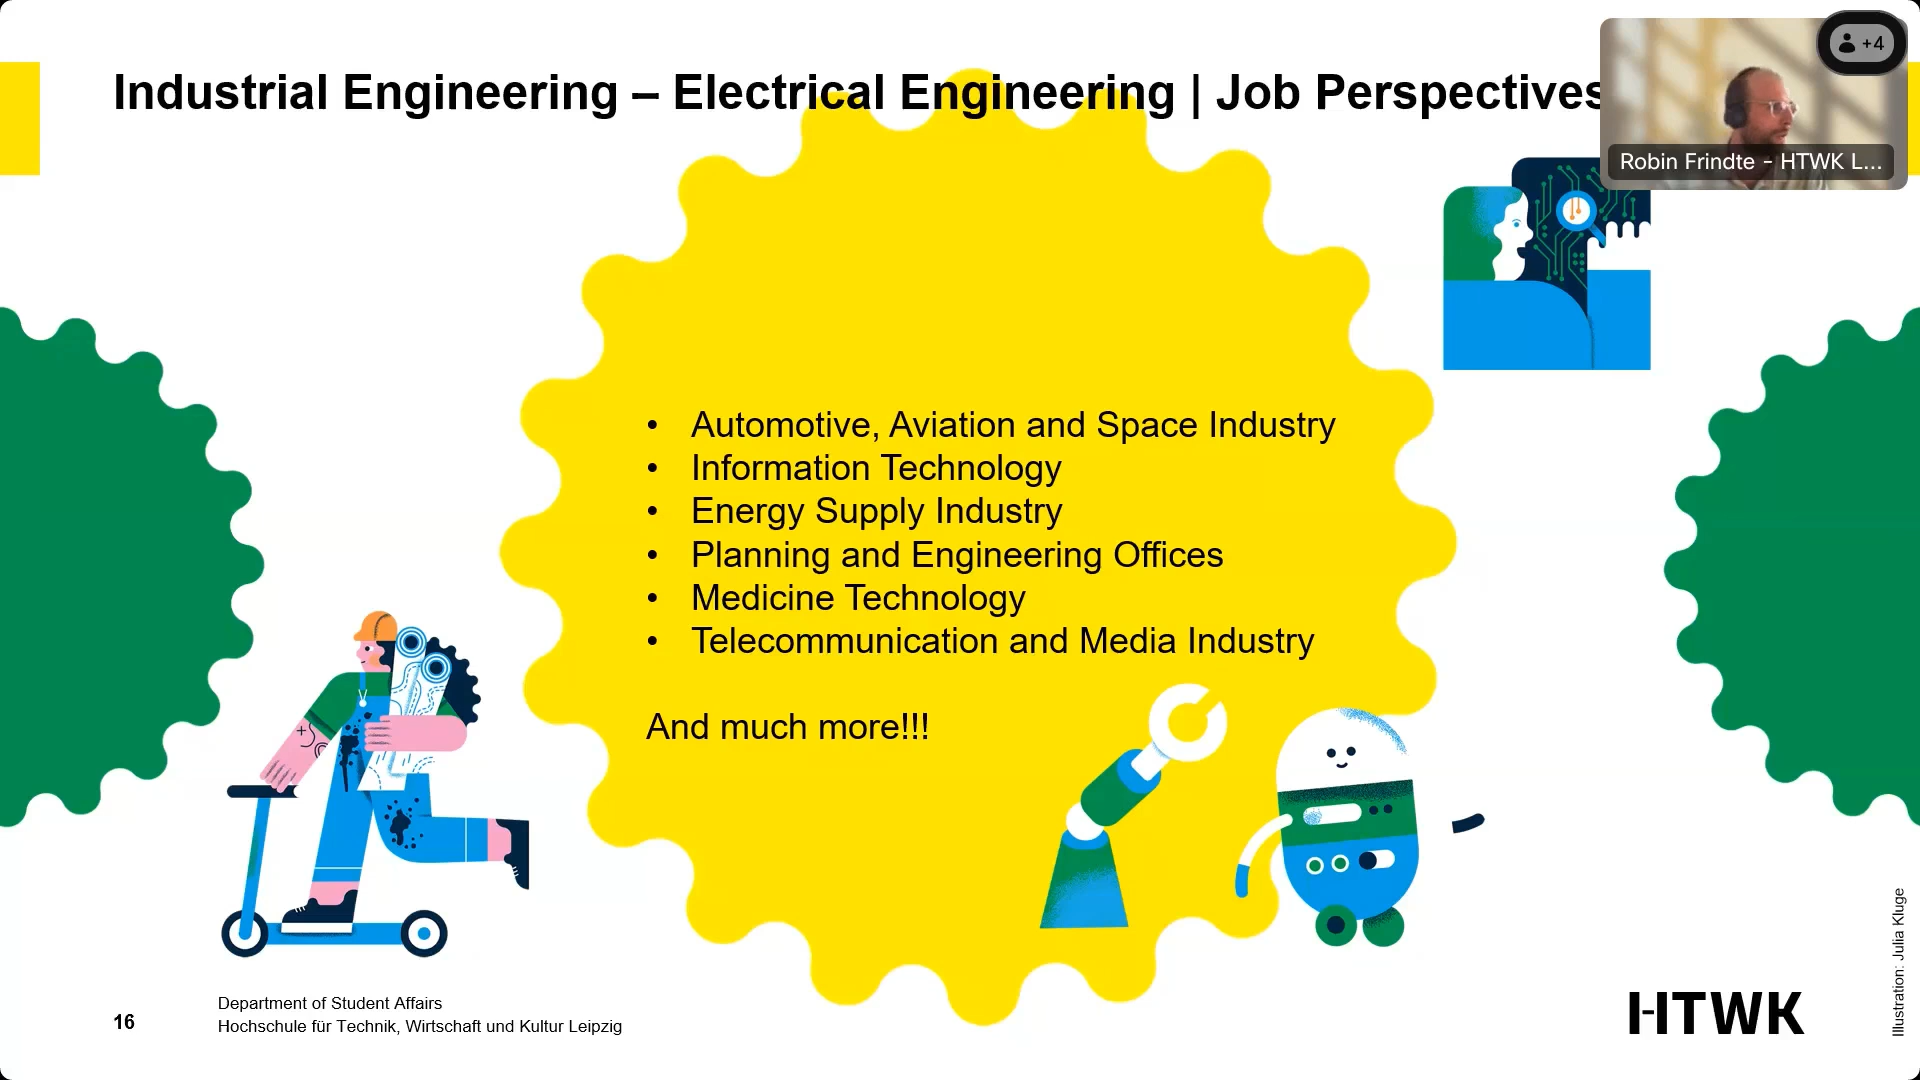 Industrial Engineering – Electrical Engineering | Job Perspectives
+4
Robin Frindte - HTWK L...
• Automotive, Aviation and Space Industry
• Information Technology
• Energy Supply Industry
• Planning and Engineering Offices
• Medicine Technology
• Telecommunication and Media Industry
And much more!!!
Illustration: Julia Kluge
16
Department of Student Affairs
Hochschule für Technik, Wirtschaft und Kultur Leipzig
HTWK